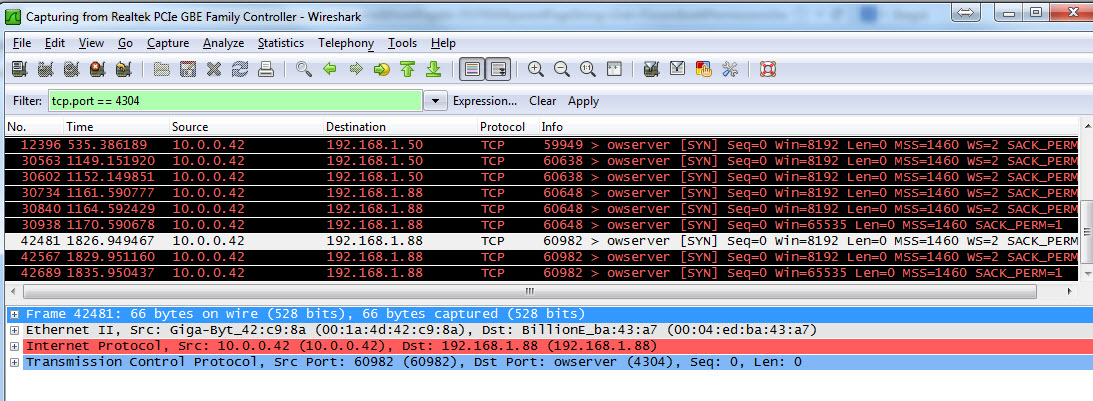 Capturing from Realtek PCIe GBE Family Controller - Wireshark
File Edit View Go Capture Analyze Statistics Telephony Tools Help
Filter: tcp.port == 4304 Expression... Clear Apply
No. Time Source Destination Protocol Info
12396 535.386189 10.0.0.42 192.168.1.50 TCP 59949 > owserver [SYN] Seq=0 Win=8192 Len=0 MSS=1460 WS=2 SACK_PERM
30563 1149.151920 10.0.0.42 192.168.1.50 TCP 60638 > owserver [SYN] Seq=0 Win=8192 Len=0 MSS=1460 WS=2 SACK_PERM
30602 1152.149851 10.0.0.42 192.168.1.50 TCP 60638 > owserver [SYN] Seq=0 Win=8192 Len=0 MSS=1460 WS=2 SACK_PERM
30734 1161.590777 10.0.0.42 192.168.1.88 TCP 60648 > owserver [SYN] Seq=0 Win=8192 Len=0 MSS=1460 WS=2 SACK_PERM
30840 1164.592429 10.0.0.42 192.168.1.88 TCP 60648 > owserver [SYN] Seq=0 Win=8192 Len=0 MSS=1460 WS=2 SACK_PERM
30938 1170.590678 10.0.0.42 192.168.1.88 TCP 60648 > owserver [SYN] Seq=0 Win=65535 Len=0 MSS=1460 SACK_PERM=1
42481 1826.949467 10.0.0.42 192.168.1.88 TCP 60982 > owserver [SYN] Seq=0 Win=8192 Len=0 MSS=1460 WS=2 SACK_PERM
42567 1829.951160 10.0.0.42 192.168.1.88 TCP 60982 > owserver [SYN] Seq=0 Win=8192 Len=0 MSS=1460 WS=2 SACK_PERM
42689 1835.950437 10.0.0.42 192.168.1.88 TCP 60982 > owserver [SYN] Seq=0 Win=65535 Len=0 MSS=1460 SACK_PERM=1
Frame 42481: 66 bytes on wire (528 bits), 66 bytes captured (528 bits)
Ethernet II, Src: Giga-Byt_42:c9:8a (00:1a:4d:42:c9:8a), Dst: BillionE_ba:43:a7 (00:04:ed:ba:43:a7)
Internet Protocol, Src: 10.0.0.42 (10.0.0.42), Dst: 192.168.1.88 (192.168.1.88)
Transmission Control Protocol, Src Port: 60982 (60982), Dst Port: owserver (4304), Seq: 0, Len: 0